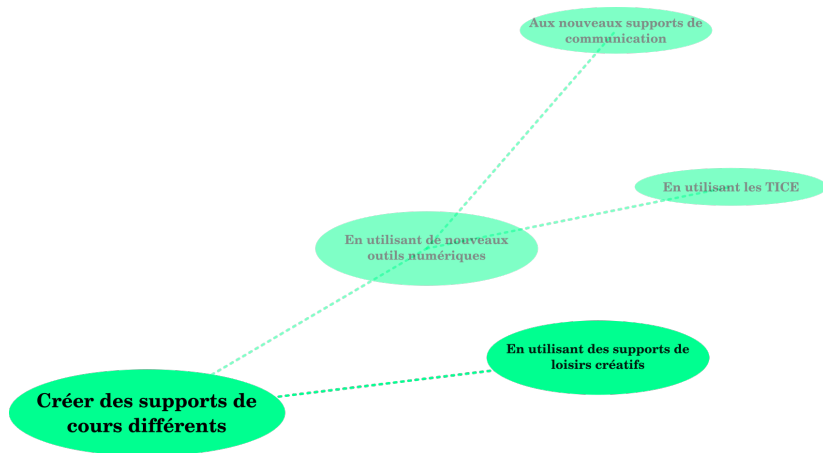 Aux nouveaux supports de
communication
En utilisant les TICE
En utilisant de nouveaux
outils numériques
En utilisant des supports de
loisirs créatifs
Créer des supports de
cours différents